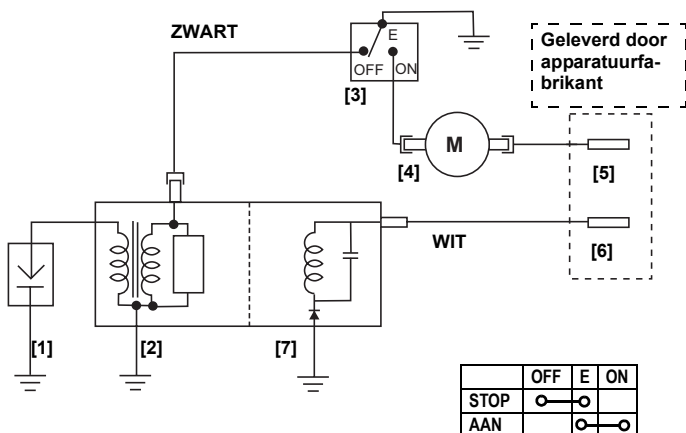 ZWART
E
OFF ON
[3]
Geleverd door
apparatuurfa-
brikant
[4]
M
[5]
WIT
[6]
[1]
[2]
[7]
OFF E ON
STOP
AAN